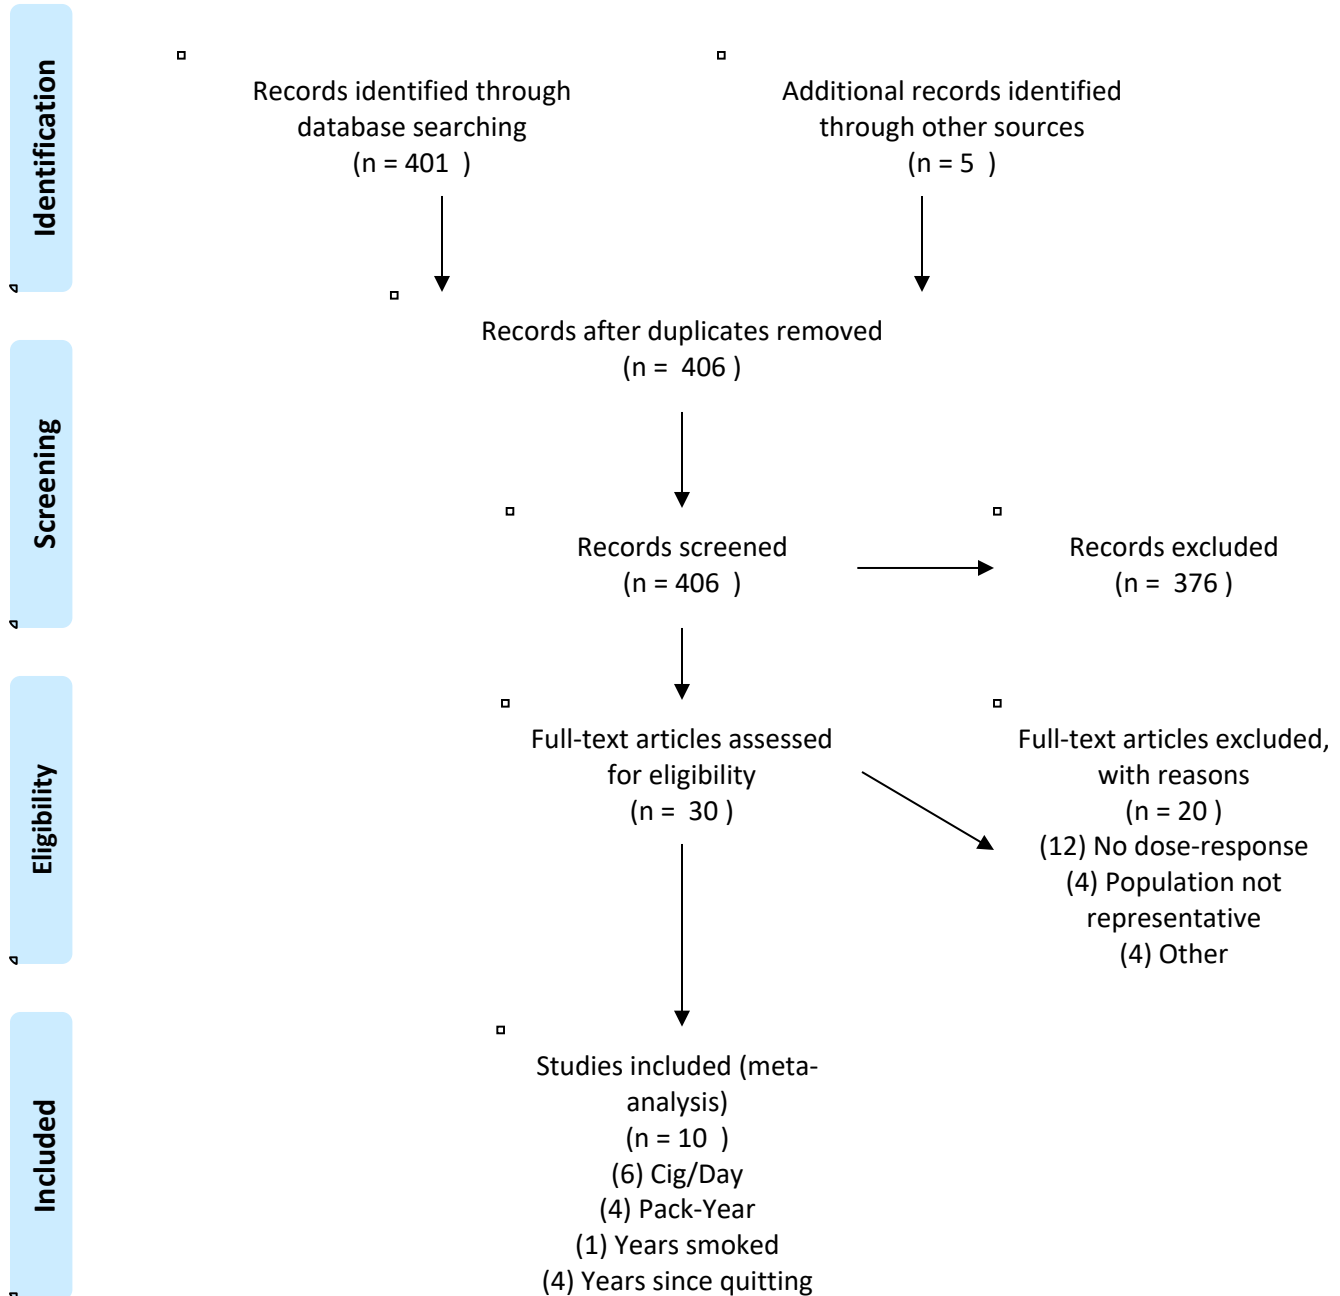 Identification
Records identified through
database searching
(n = 401  )
Additional records identified
through other sources
(n = 5  )
Records after duplicates removed
(n =  406 )
Screening
Records screened
(n = 406  )
Records excluded
(n =  376 )
Eligibility
Full-text articles assessed
for eligibility
(n =  30 )
Full-text articles excluded,
with reasons
(n = 20 )
(12) No dose-response
(4) Population not
representative
(4) Other
Included
Studies included (meta-
analysis)
(n = 10  )
(6) Cig/Day
(4) Pack-Year
(1) Years smoked
(4) Years since quitting